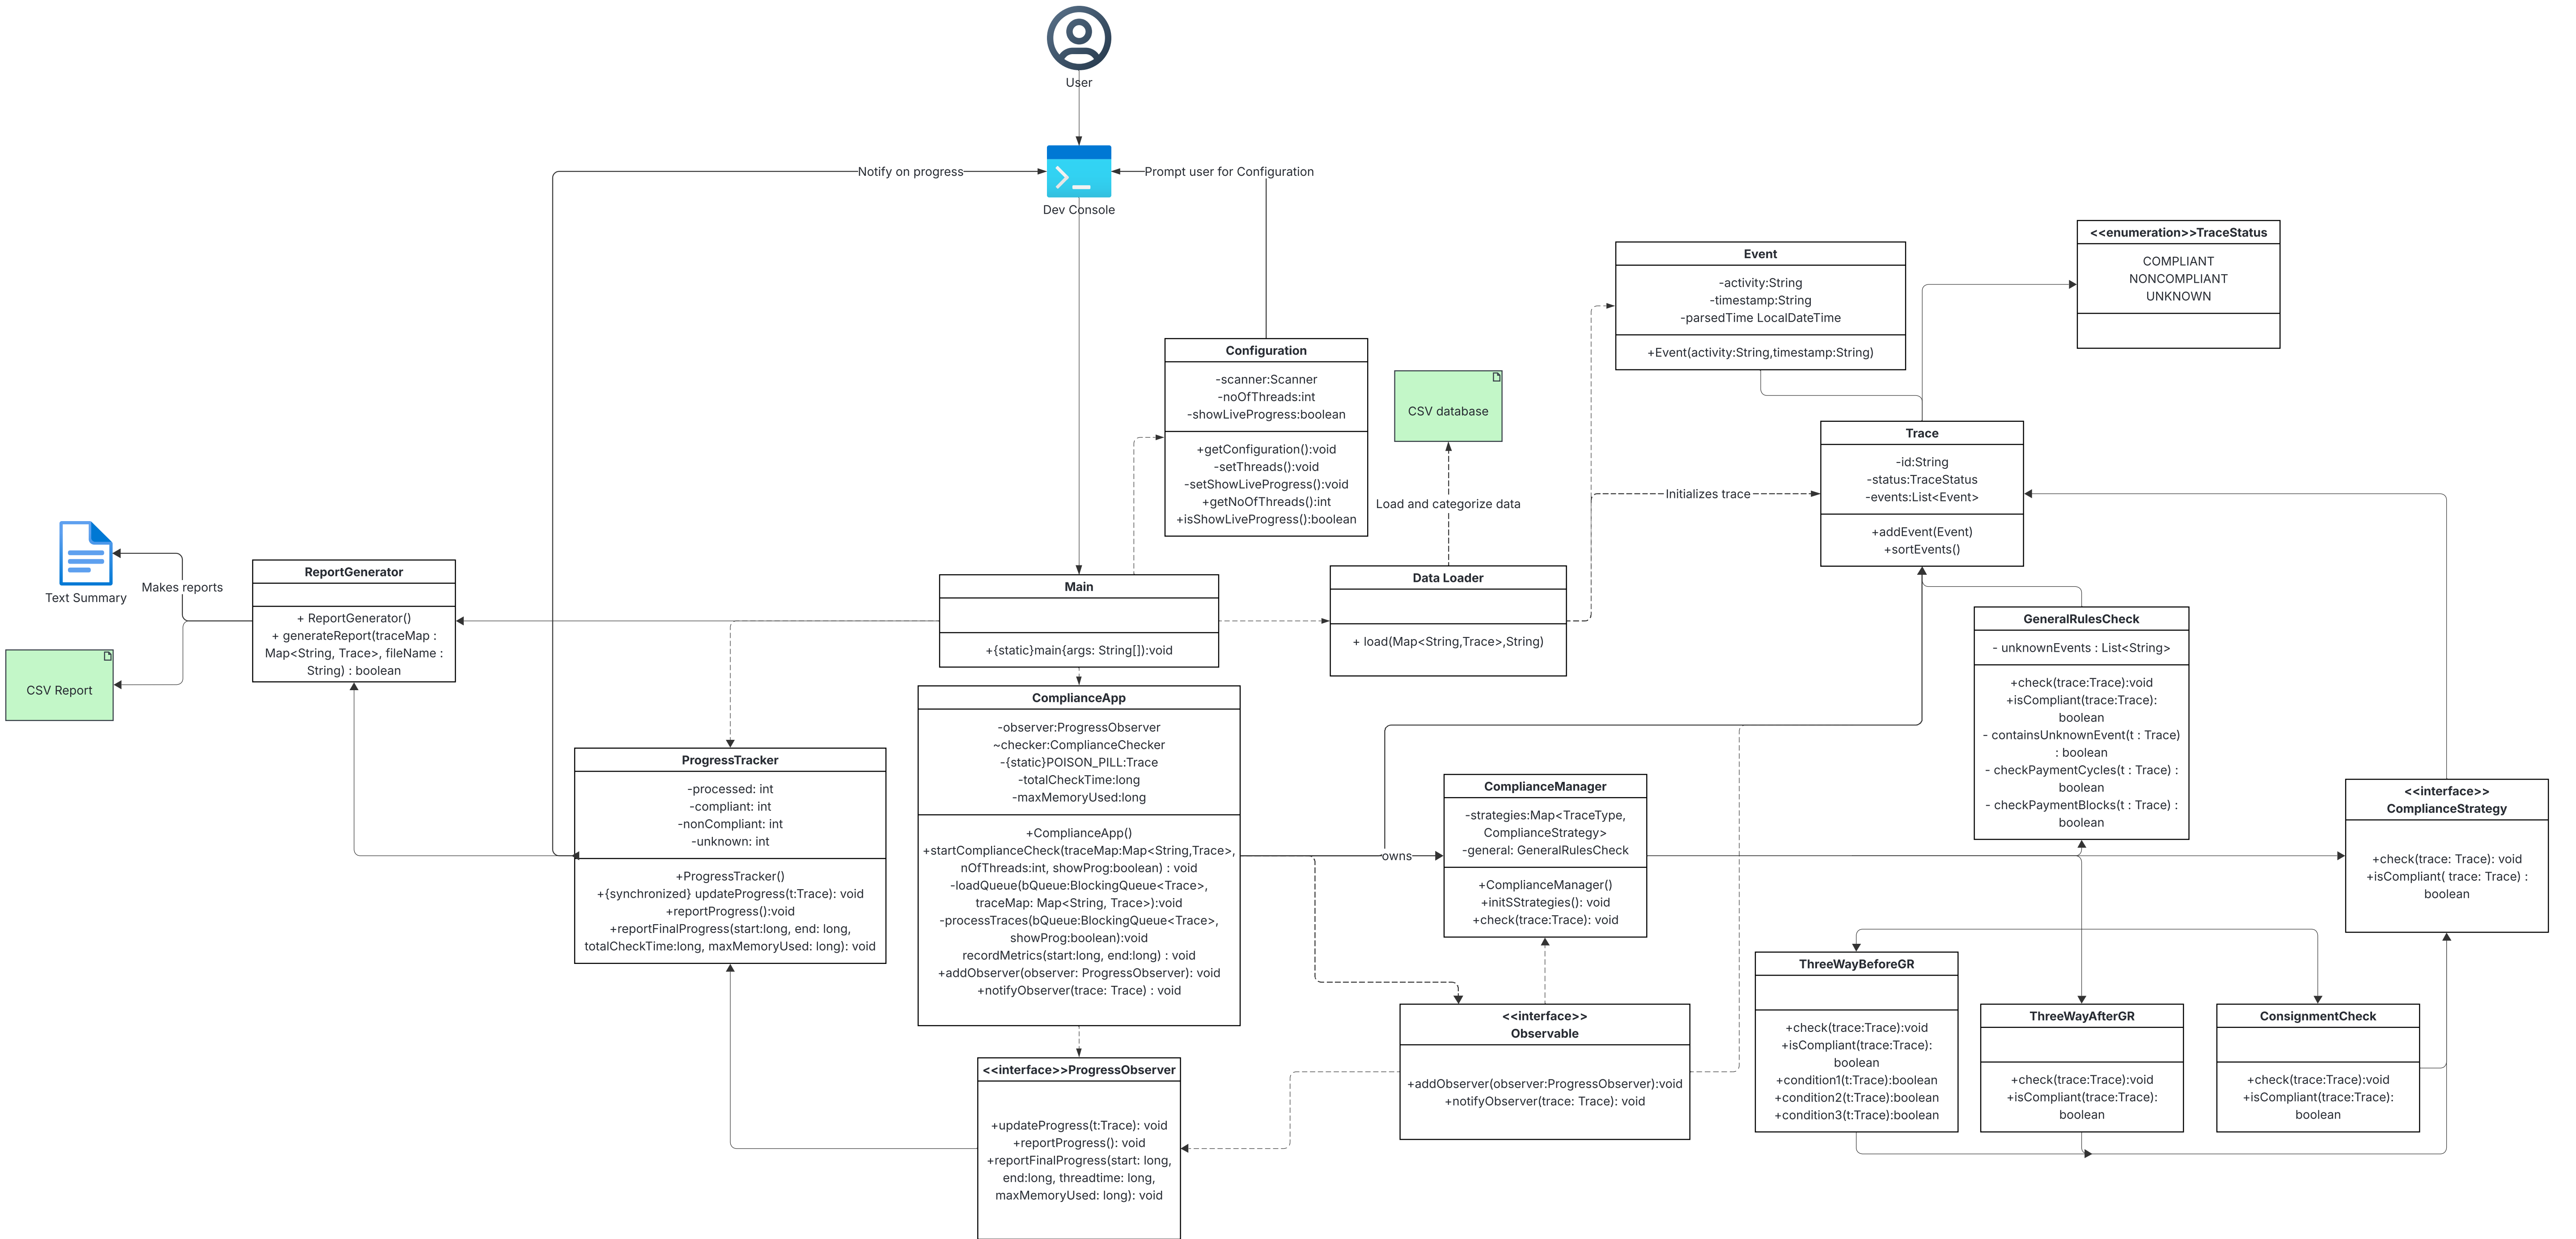 User
Notify on progress
Prompt user for Configuration
Dev Console
<<enumeration>>TraceStatus
COMPLIANT
NONCOMPLIANT
UNKNOWN
Event
-activity:String
-timestamp:String
-parsedTime LocalDateTime
+Event(activity:String,timestamp:String)
Configuration
-scanner:Scanner
-noOfThreads:int
-showLiveProgress:boolean
+getConfiguration():void
-setThreads():void
-setShowLiveProgress():void
+getNoOfThreads():int
+isShowLiveProgress():boolean
CSV database
Load and categorize data
Initializes trace
Trace
-id:String
-status:TraceStatus
-events:List<Event>
+addEvent(Event)
+sortEvents()
Text Summary
Makes reports
CSV Report
ReportGenerator
+ ReportGenerator()
+ generateReport(traceMap :
Map<String, Trace>, fileName :
String) : boolean
Main
+{static}main{args: String[]):void
Data Loader
+ load(Map<String,Trace>,String)
GeneralRulesCheck
- unknownEvents : List<String>
+check(trace:Trace):void
+isCompliant(trace:Trace):
boolean
- containsUnknownEvent(t : Trace)
: boolean
- checkPaymentCycles(t : Trace) :
boolean
- checkPaymentBlocks(t : Trace) :
boolean
ComplianceApp
-observer:ProgressObserver
~checker:ComplianceChecker
-{static}POISON_PILL:Trace
-totalCheckTime:long
-maxMemoryUsed:long
+ComplianceApp()
+startComplianceCheck(traceMap:Map<String,Trace>,
nOfThreads:int, showProg:boolean) : void
-loadQueue(bQueue:BlockingQueue<Trace>,
traceMap: Map<String, Trace>):void
-processTraces(bQueue:BlockingQueue<Trace>,
showProg:boolean):void
recordMetrics(start:long, end:long) : void
+addObserver(observer: ProgressObserver): void
+notifyObserver(trace: Trace) : void
ProgressTracker
-processed: int
-compliant: int
-nonCompliant: int
-unknown: int
+ProgressTracker()
+{synchronized} updateProgress(t:Trace): void
+reportProgress():void
+reportFinalProgress(start:long, end: long,
totalCheckTime:long, maxMemoryUsed: long): void
owns
ComplianceManager
-strategies:Map<TraceType,
ComplianceStrategy>
-general: GeneralRulesCheck
+ComplianceManager()
+initSStrategies(): void
+check(trace:Trace): void
<<interface>>
ComplianceStrategy
+check(trace: Trace): void
+isCompliant( trace: Trace) :
boolean
ThreeWayBeforeGR
+check(trace:Trace):void
+isCompliant(trace:Trace):
boolean
+condition1(t:Trace):boolean
+condition2(t:Trace):boolean
+condition3(t:Trace):boolean
ThreeWayAfterGR
+check(trace:Trace):void
+isCompliant(trace:Trace):
boolean
ConsignmentCheck
+check(trace:Trace):void
+isCompliant(trace:Trace):
boolean
<<interface>>
Observable
+addObserver(observer:ProgressObserver):void
+notifyObserver(trace: Trace): void
<<interface>>ProgressObserver
+updateProgress(t:Trace): void
+reportProgress(): void
+reportFinalProgress(start: long,
end:long, threadtime: long,
maxMemoryUsed: long): void